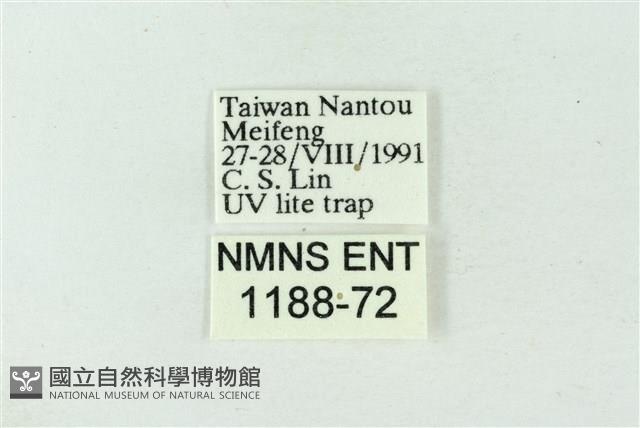 Taiwan Nantou
Meifeng
27-28/VIII/1991
C. S. Lin
UV lite trap
NMNS ENT
1188-72
國立自然科學博物館
NATIONAL MUSEUM OF NATURAL SCIENCE